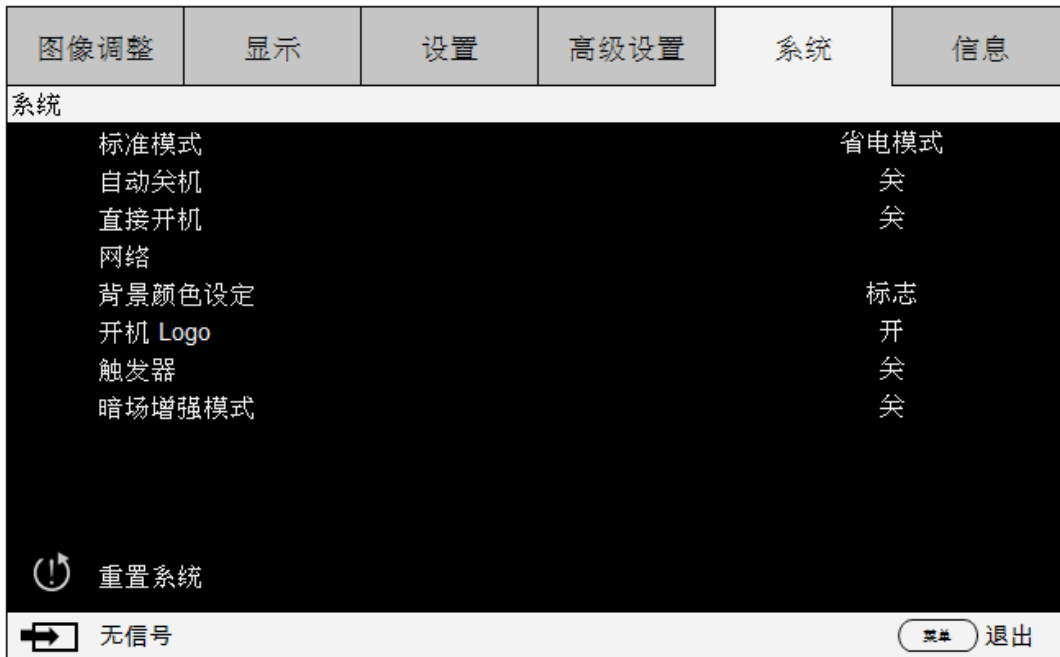 图像调整 显示 设置 高级设置 系统 信息
系统
标准模式 省电模式
自动关机 关
直接开机 关
网络
背景颜色设定 标志
开机 Logo 开
触发器 关
暗场增强模式 关
重置系统
无信号 菜单 退出